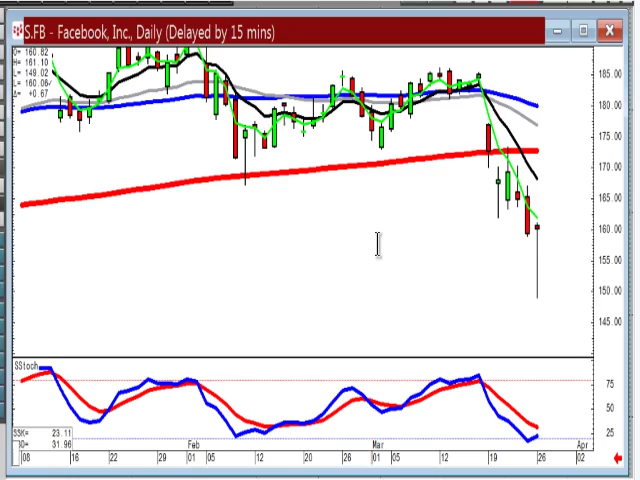 S.FB - Facebook, Inc., Daily (Delayed by 15 mins)
O= 160.82
H= 161.10
L= 149.02
L= 160.06
Δ= +0.67
185.00
180.00
175.00
170.00
165.00
160.00
155.00
150.00
145.00
SStoch
75
50
25
SSK= 23.11
D= 31.96
Feb Mar Apr
08 16 22 29 01 05 12 20 26 01 05 12 19 26 02